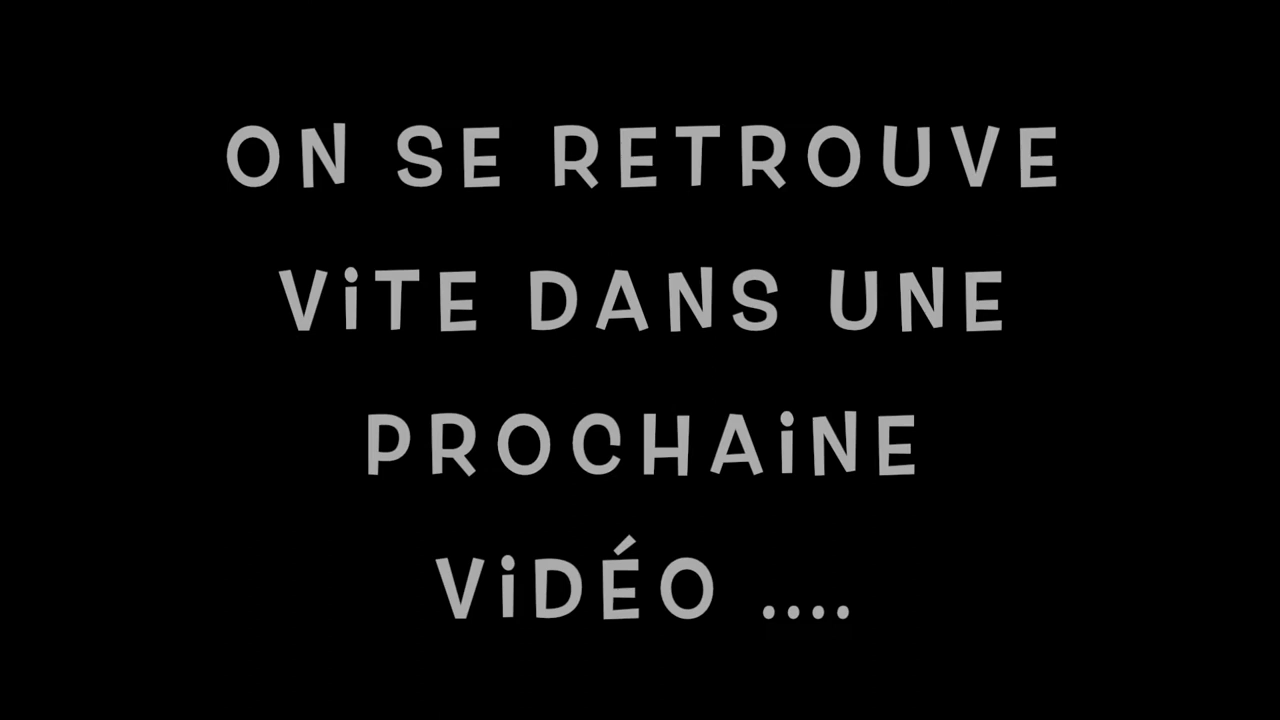 ON SE RETROUVE
ViTE DANS UNE
PROCHAiNE
ViDÉO ....